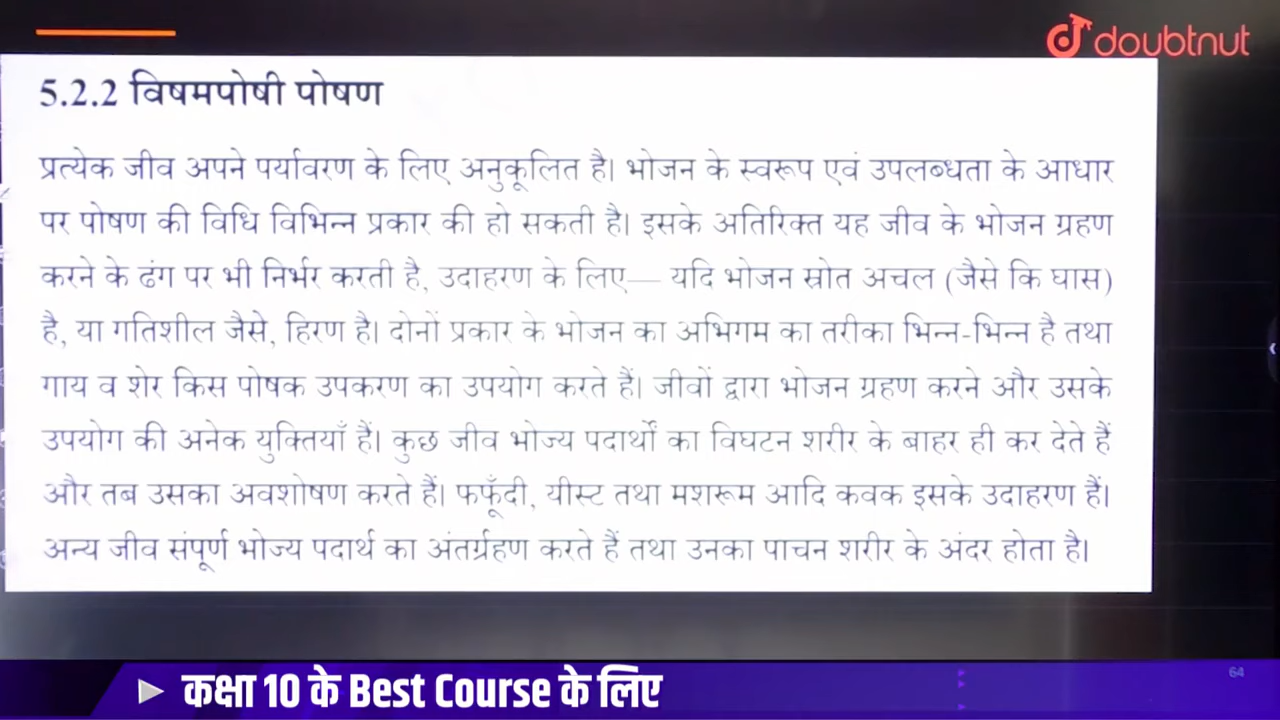 doubtnut
5.2.2 विषमपोषी पोषण
प्रत्येक जीव अपने पर्यावरण के लिए अनुकूलित है। भोजन के स्वरूप एवं उपलब्धता के आधार
पर पोषण की विधि विभिन्न प्रकार की हो सकती है। इसके अतिरिक्त यह जीव के भोजन ग्रहण
करने के ढंग पर भी निर्भर करती है, उदाहरण के लिए— यदि भोजन स्रोत अचल (जैसे कि घास)
है, या गतिशील जैसे, हिरण है। दोनों प्रकार के भोजन का अभिगम का तरीका भिन्न-भिन्न है तथा
गाय व शेर किस पोषक उपकरण का उपयोग करते हैं। जीवों द्वारा भोजन ग्रहण करने और उसके
उपयोग की अनेक युक्तियाँ हैं। कुछ जीव भोज्य पदार्थों का विघटन शरीर के बाहर ही कर देते हैं
और तब उसका अवशोषण करते हैं। फफूँदी, यीस्ट तथा मशरूम आदि कवक इसके उदाहरण हैं।
अन्य जीव संपूर्ण भोज्य पदार्थ का अंतर्ग्रहण करते हैं तथा उनका पाचन शरीर के अंदर होता है।
64
कक्षा 10 के Best Course के लिए